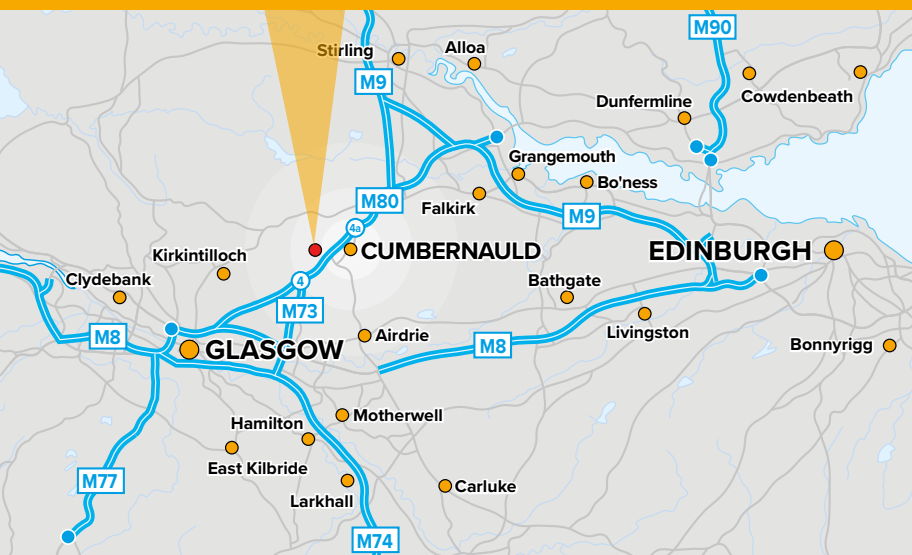 M90
Stirling
Alloa
M9
Cowdenbeath
Dunfermline
Grangemouth
Bo'ness
M80
Falkirk
M9
4a
CUMBERNAULD
EDINBURGH
Kirkintilloch
Clydebank
4
Bathgate
M73
Livingston
M8
Airdrie
M8
Bonnyrigg
GLASGOW
Motherwell
Hamilton
East Kilbride
M77
Larkhall
Carluke
M74